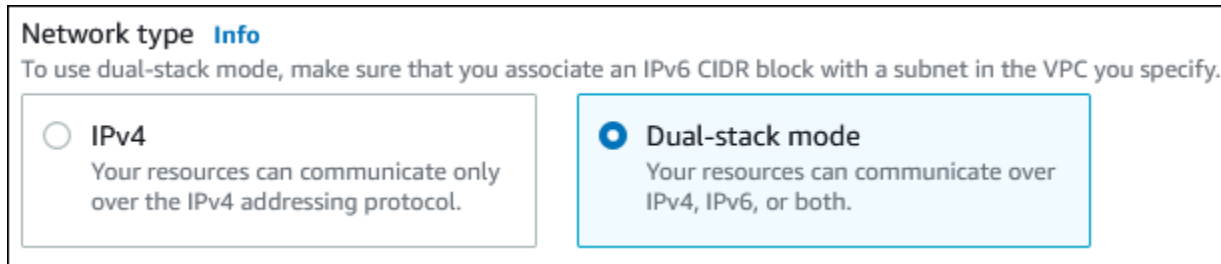 Network type Info
To use dual-stack mode, make sure that you associate an IPv6 CIDR block with a subnet in the VPC you specify.
IPv4
Your resources can communicate only
over the IPv4 addressing protocol.
Dual-stack mode
Your resources can communicate over
IPv4, IPv6, or both.